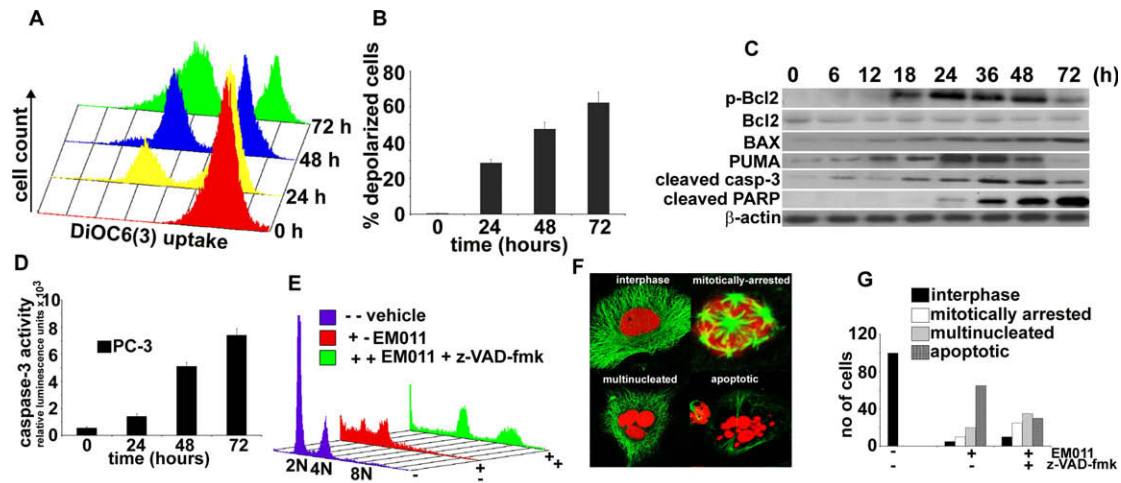 A
cell count
DiOC6(3) uptake
72 h
48 h
24 h
0 h
B
% depolarized cells
80
60
40
20
0
0 24 48 72
time (hours)
C
0 6 12 18 24 36 48 72 (h)
p-Bcl2
Bcl2
BAX
PUMA
cleaved casp-3
cleaved PARP
β-actin
D
caspase-3 activity
relative luminescence units x10³
10
8
6
4
2
0
PC-3
0 24 48 72
time (hours)
E
- - vehicle
+ - EM011
+ + EM011 + z-VAD-fmk
2N 4N 8N
- + +
- +
F
interphase
mitotically-arrested
multinucleated
apoptotic
G
interphase
mitotically arrested
multinucleated
apoptotic
no of cells
120
80
40
0
- + + EM011
- - + z-VAD-fmk